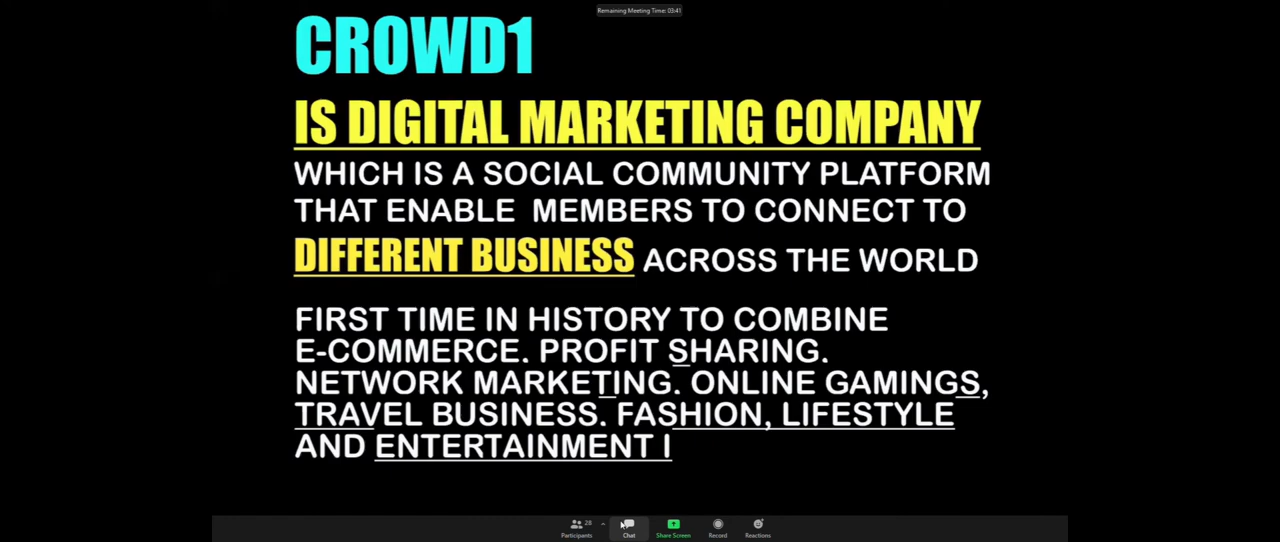 Remaining Meeting Time: 03:41
CROWD1
IS DIGITAL MARKETING COMPANY
WHICH IS A SOCIAL COMMUNITY PLATFORM
THAT ENABLE MEMBERS TO CONNECT TO
DIFFERENT BUSINESS ACROSS THE WORLD
FIRST TIME IN HISTORY TO COMBINE
E-COMMERCE. PROFIT SHARING.
NETWORK MARKETING. ONLINE GAMINGS,
TRAVEL BUSINESS. FASHION, LIFESTYLE
AND ENTERTAINMENT I
28
Participants Chat Share Screen Record Reactions